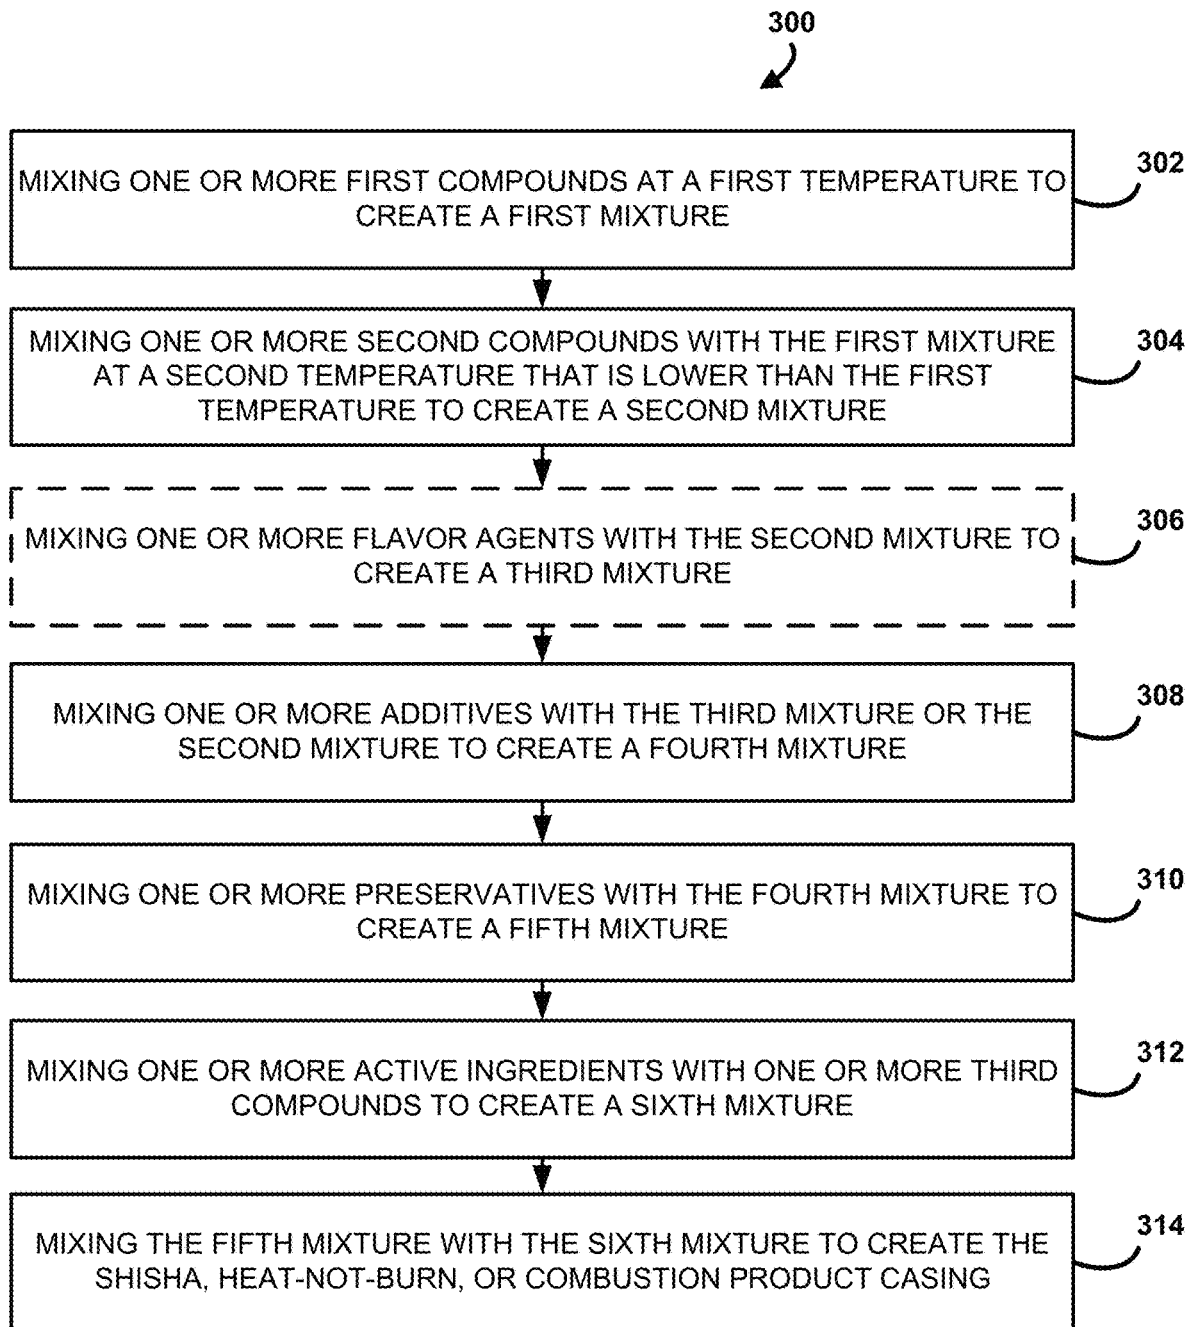 300
MIXING ONE OR MORE FIRST COMPOUNDS AT A FIRST TEMPERATURE TO
CREATE A FIRST MIXTURE
302
MIXING ONE OR MORE SECOND COMPOUNDS WITH THE FIRST MIXTURE
AT A SECOND TEMPERATURE THAT IS LOWER THAN THE FIRST
TEMPERATURE TO CREATE A SECOND MIXTURE
304
MIXING ONE OR MORE FLAVOR AGENTS WITH THE SECOND MIXTURE TO
CREATE A THIRD MIXTURE
306
MIXING ONE OR MORE ADDITIVES WITH THE THIRD MIXTURE OR THE
SECOND MIXTURE TO CREATE A FOURTH MIXTURE
308
MIXING ONE OR MORE PRESERVATIVES WITH THE FOURTH MIXTURE TO
CREATE A FIFTH MIXTURE
310
MIXING ONE OR MORE ACTIVE INGREDIENTS WITH ONE OR MORE THIRD
COMPOUNDS TO CREATE A SIXTH MIXTURE
312
MIXING THE FIFTH MIXTURE WITH THE SIXTH MIXTURE TO CREATE THE
SHISHA, HEAT-NOT-BURN, OR COMBUSTION PRODUCT CASING
314